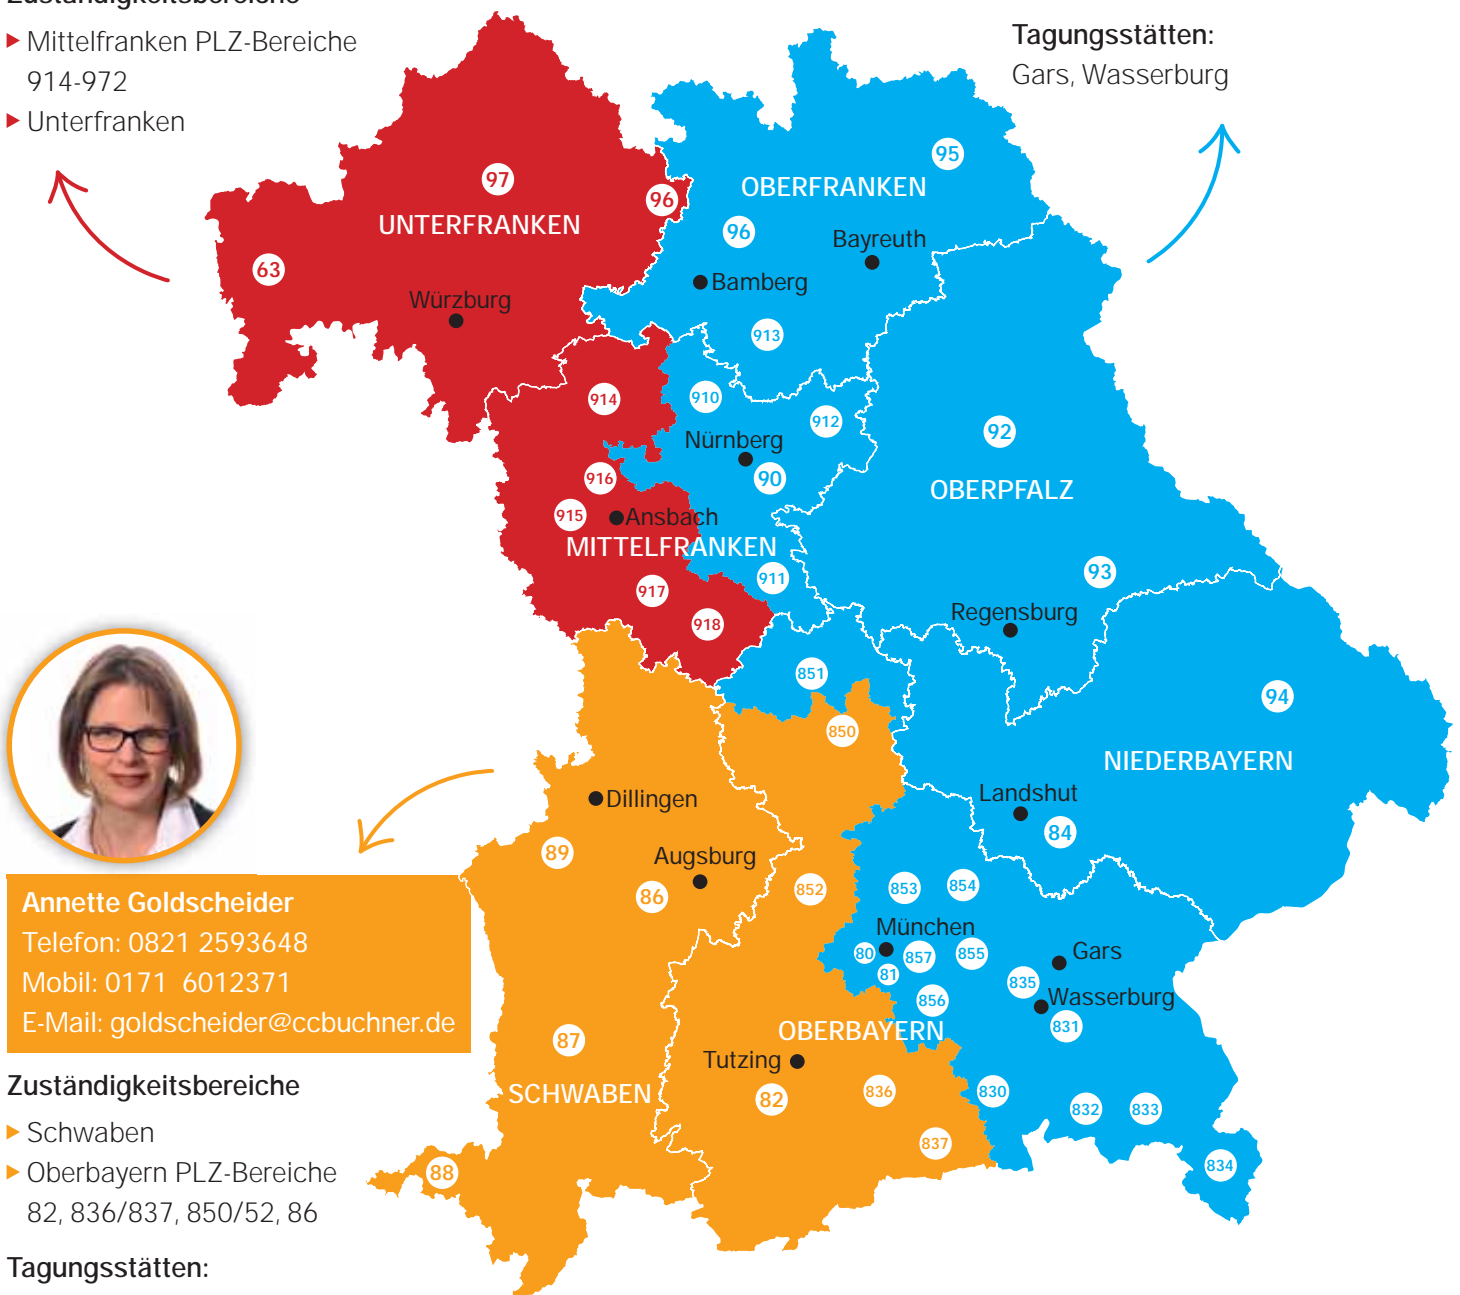 Zuständigkeitsbereiche
▸ Mittelfranken PLZ-Bereiche
914-972
▸ Unterfranken
Tagungsstätten:
Gars, Wasserburg
95
97
OBERFRANKEN
96
UNTERFRANKEN
96
Bayreuth
63
Bamberg
Würzburg
913
914
910
912
92
Nürnberg
916
90
OBERPFALZ
915
Ansbach
MITTELFRANKEN
93
911
917
Regensburg
918
851
94
850
NIEDERBAYERN
Landshut
Dillingen
84
89
Augsburg
86
852
853
854
München
80
857
855
Gars
81
835
856
Wasserburg
831
OBERBAYERN
87
Tutzing
SCHWABEN
82
836
830
832
833
837
834
88
Annette Goldscheider
Telefon: 0821 2593648
Mobil: 0171 6012371
E-Mail: goldscheider@ccbuchner.de
Zuständigkeitsbereiche
▸ Schwaben
▸ Oberbayern PLZ-Bereiche
82, 836/837, 850/52, 86
Tagungsstätten: